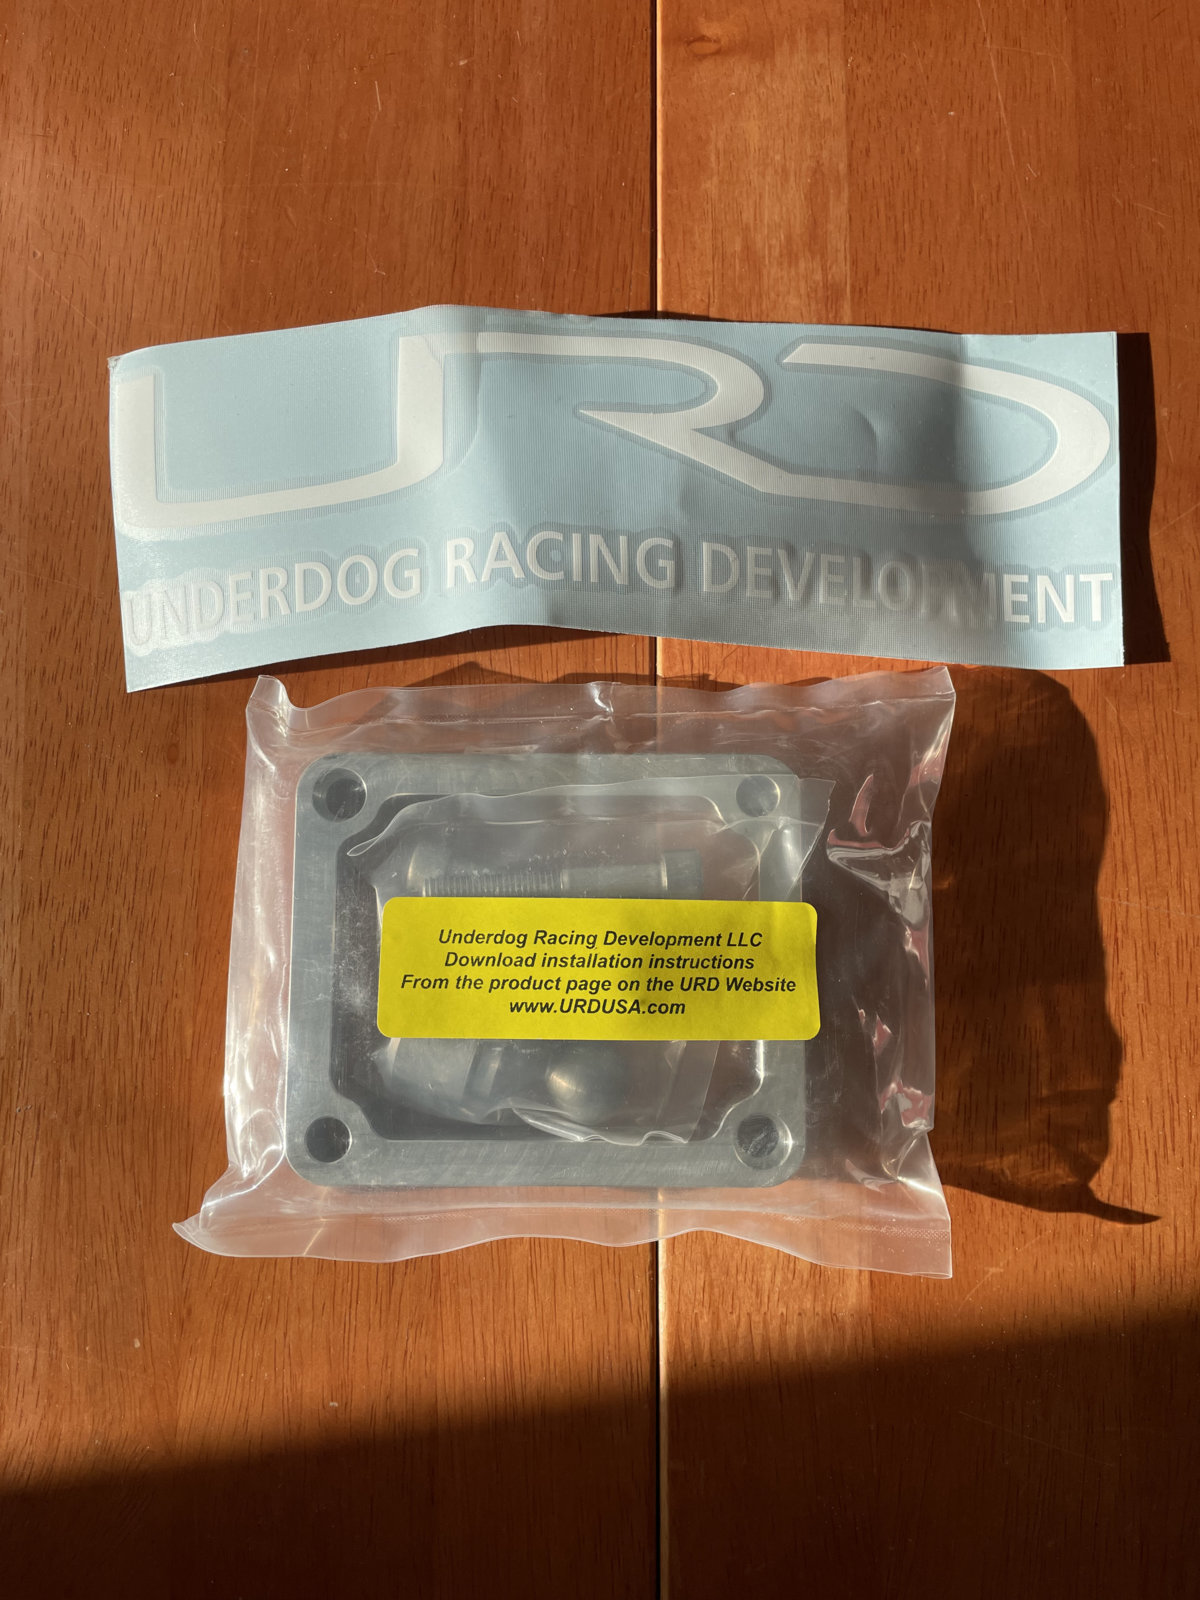 URD
UNDERDOG RACING DEVELOPMENT
Underdog Racing Development LLC
Download installation instructions
From the product page on the URD Website
www.URDUSA.com